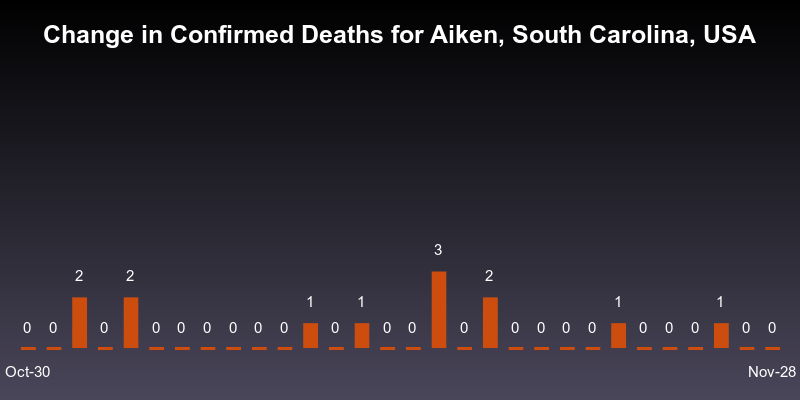 Change in Confirmed Deaths for Aiken, South Carolina, USA
3
2 2 2
1 1 1 1
0 0 0 0 0 0 0 0 0 0 0 0 0 0 0 0 0 0 0 0 0 0
Oct-30 Nov-28